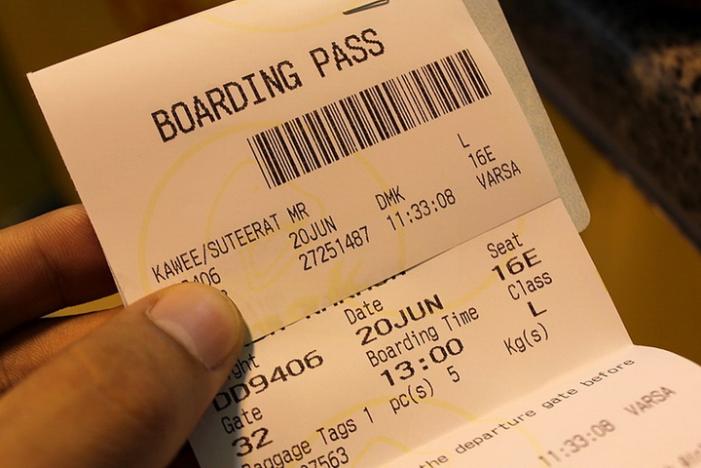 BOARDING PASS
L
KAWEE/SUTEERAT MR DMK 16E
9406 20JUN 11:33:08 VARSA
27251487
Date Seat
20JUN 16E
Boarding Time Class
DD9406 13:00 L
Gate pc(s) 5 Kg(s)
32
Baggage Tags 1
the departure gate before
11:33:08 VARSA